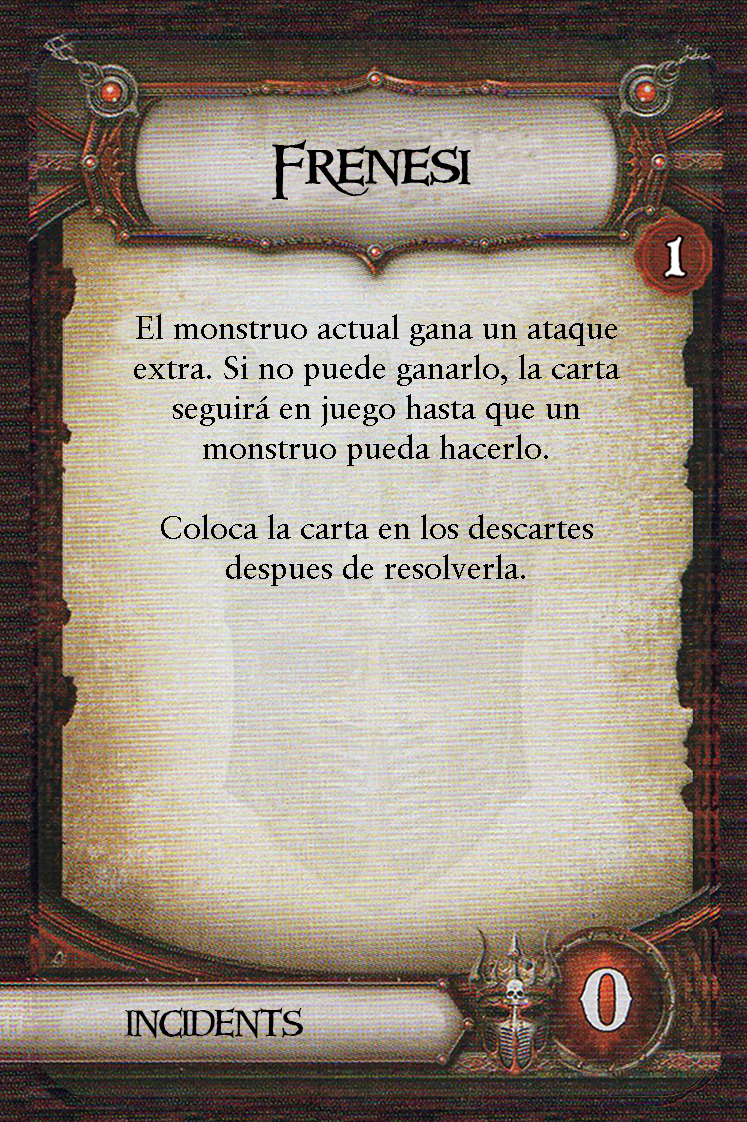 Frenesi
1
El monstruo actual gana un ataque
extra. Si no puede ganarlo, la carta
seguirá en juego hasta que un
monstruo pueda hacerlo.
Coloca la carta en los descartes
despues de resolverla.
INCIDENTS
0